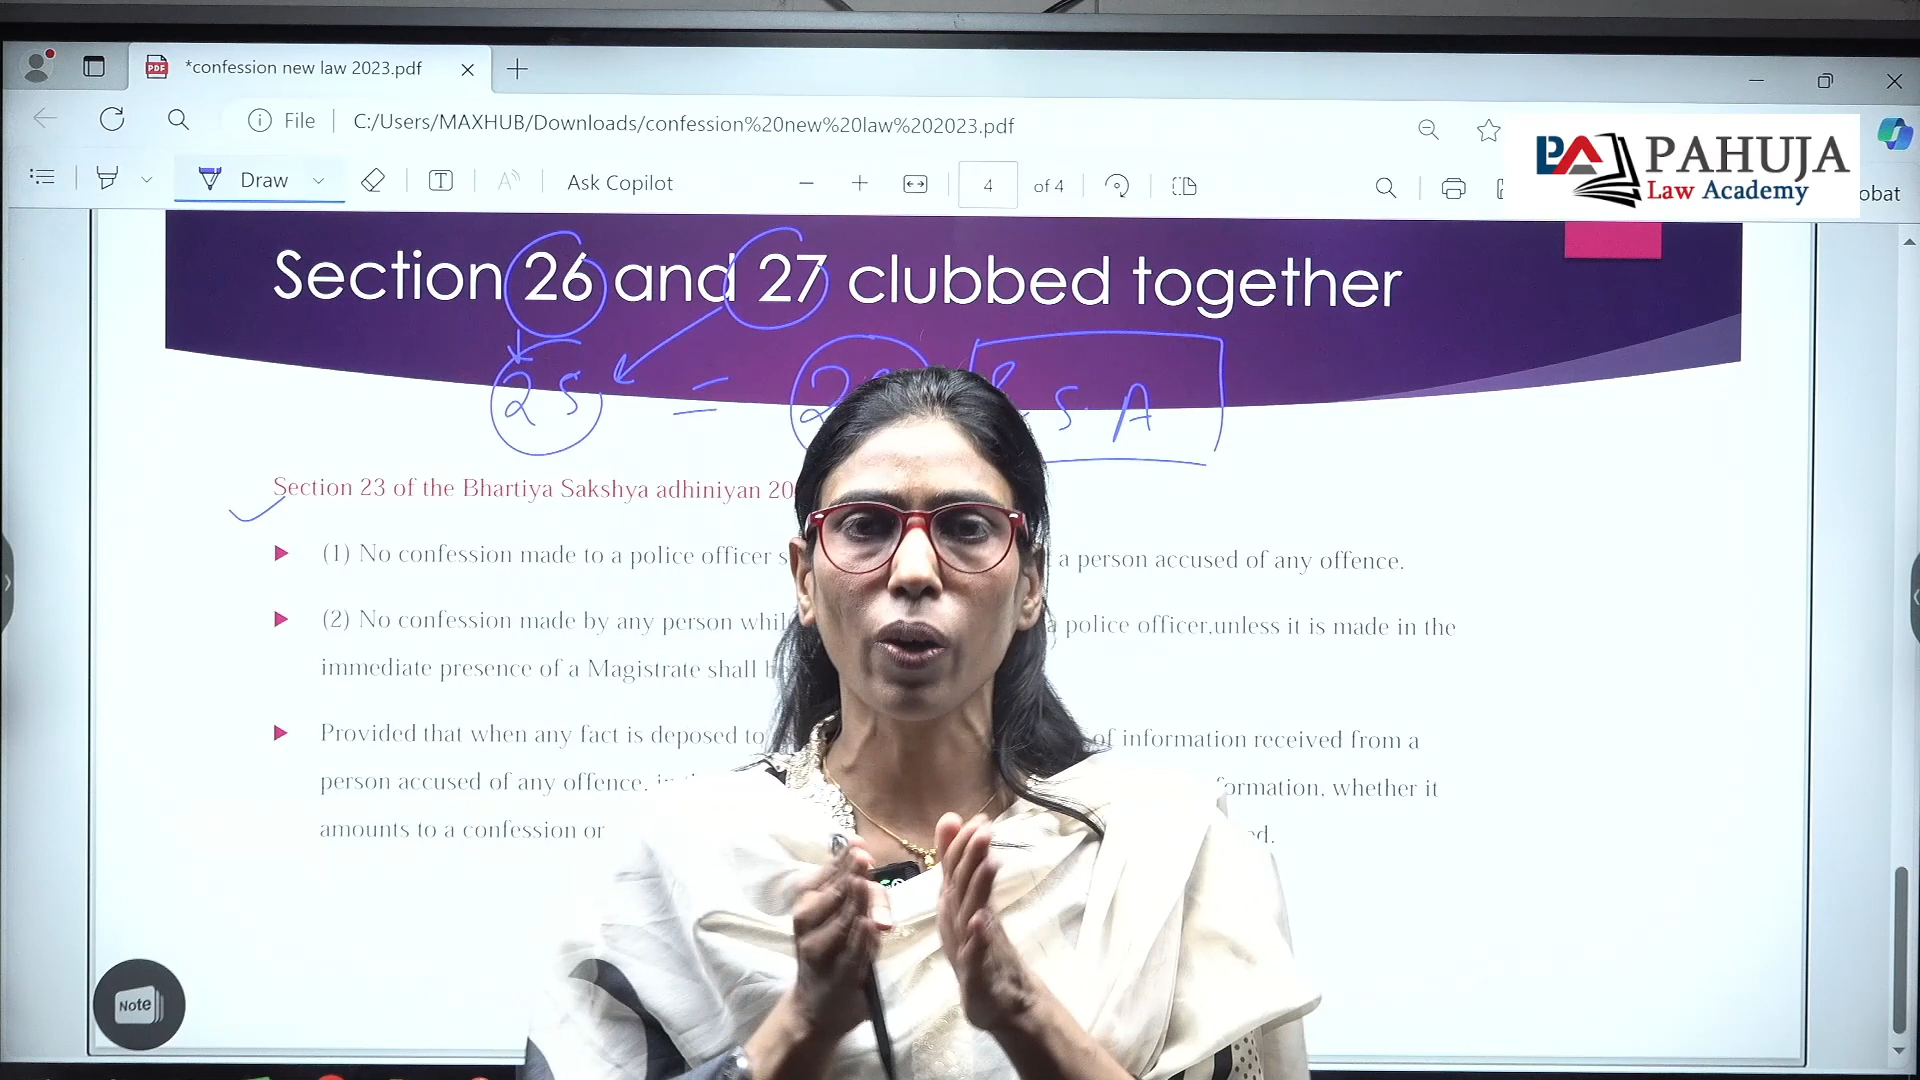 *confession new law 2023.pdf
File
C:/Users/MAXHUB/Downloads/confession%20new%20law%202023.pdf
Draw
Ask Copilot
4 of 4
PAHUJA
Law Academy
obat
Section 26 and 27 clubbed together
25 = 2 S. A
Section 23 of the Bhartiya Sakshya adhiniyan 20
(1) No confession made to a police officer s a person accused of any offence.
(2) No confession made by any person whil a police officer,unless it is made in the
immediate presence of a Magistrate shall b
Provided that when any fact is deposed to of information received from a
person accused of any offence, in ormation, whether it
amounts to a confession or ed.
Note